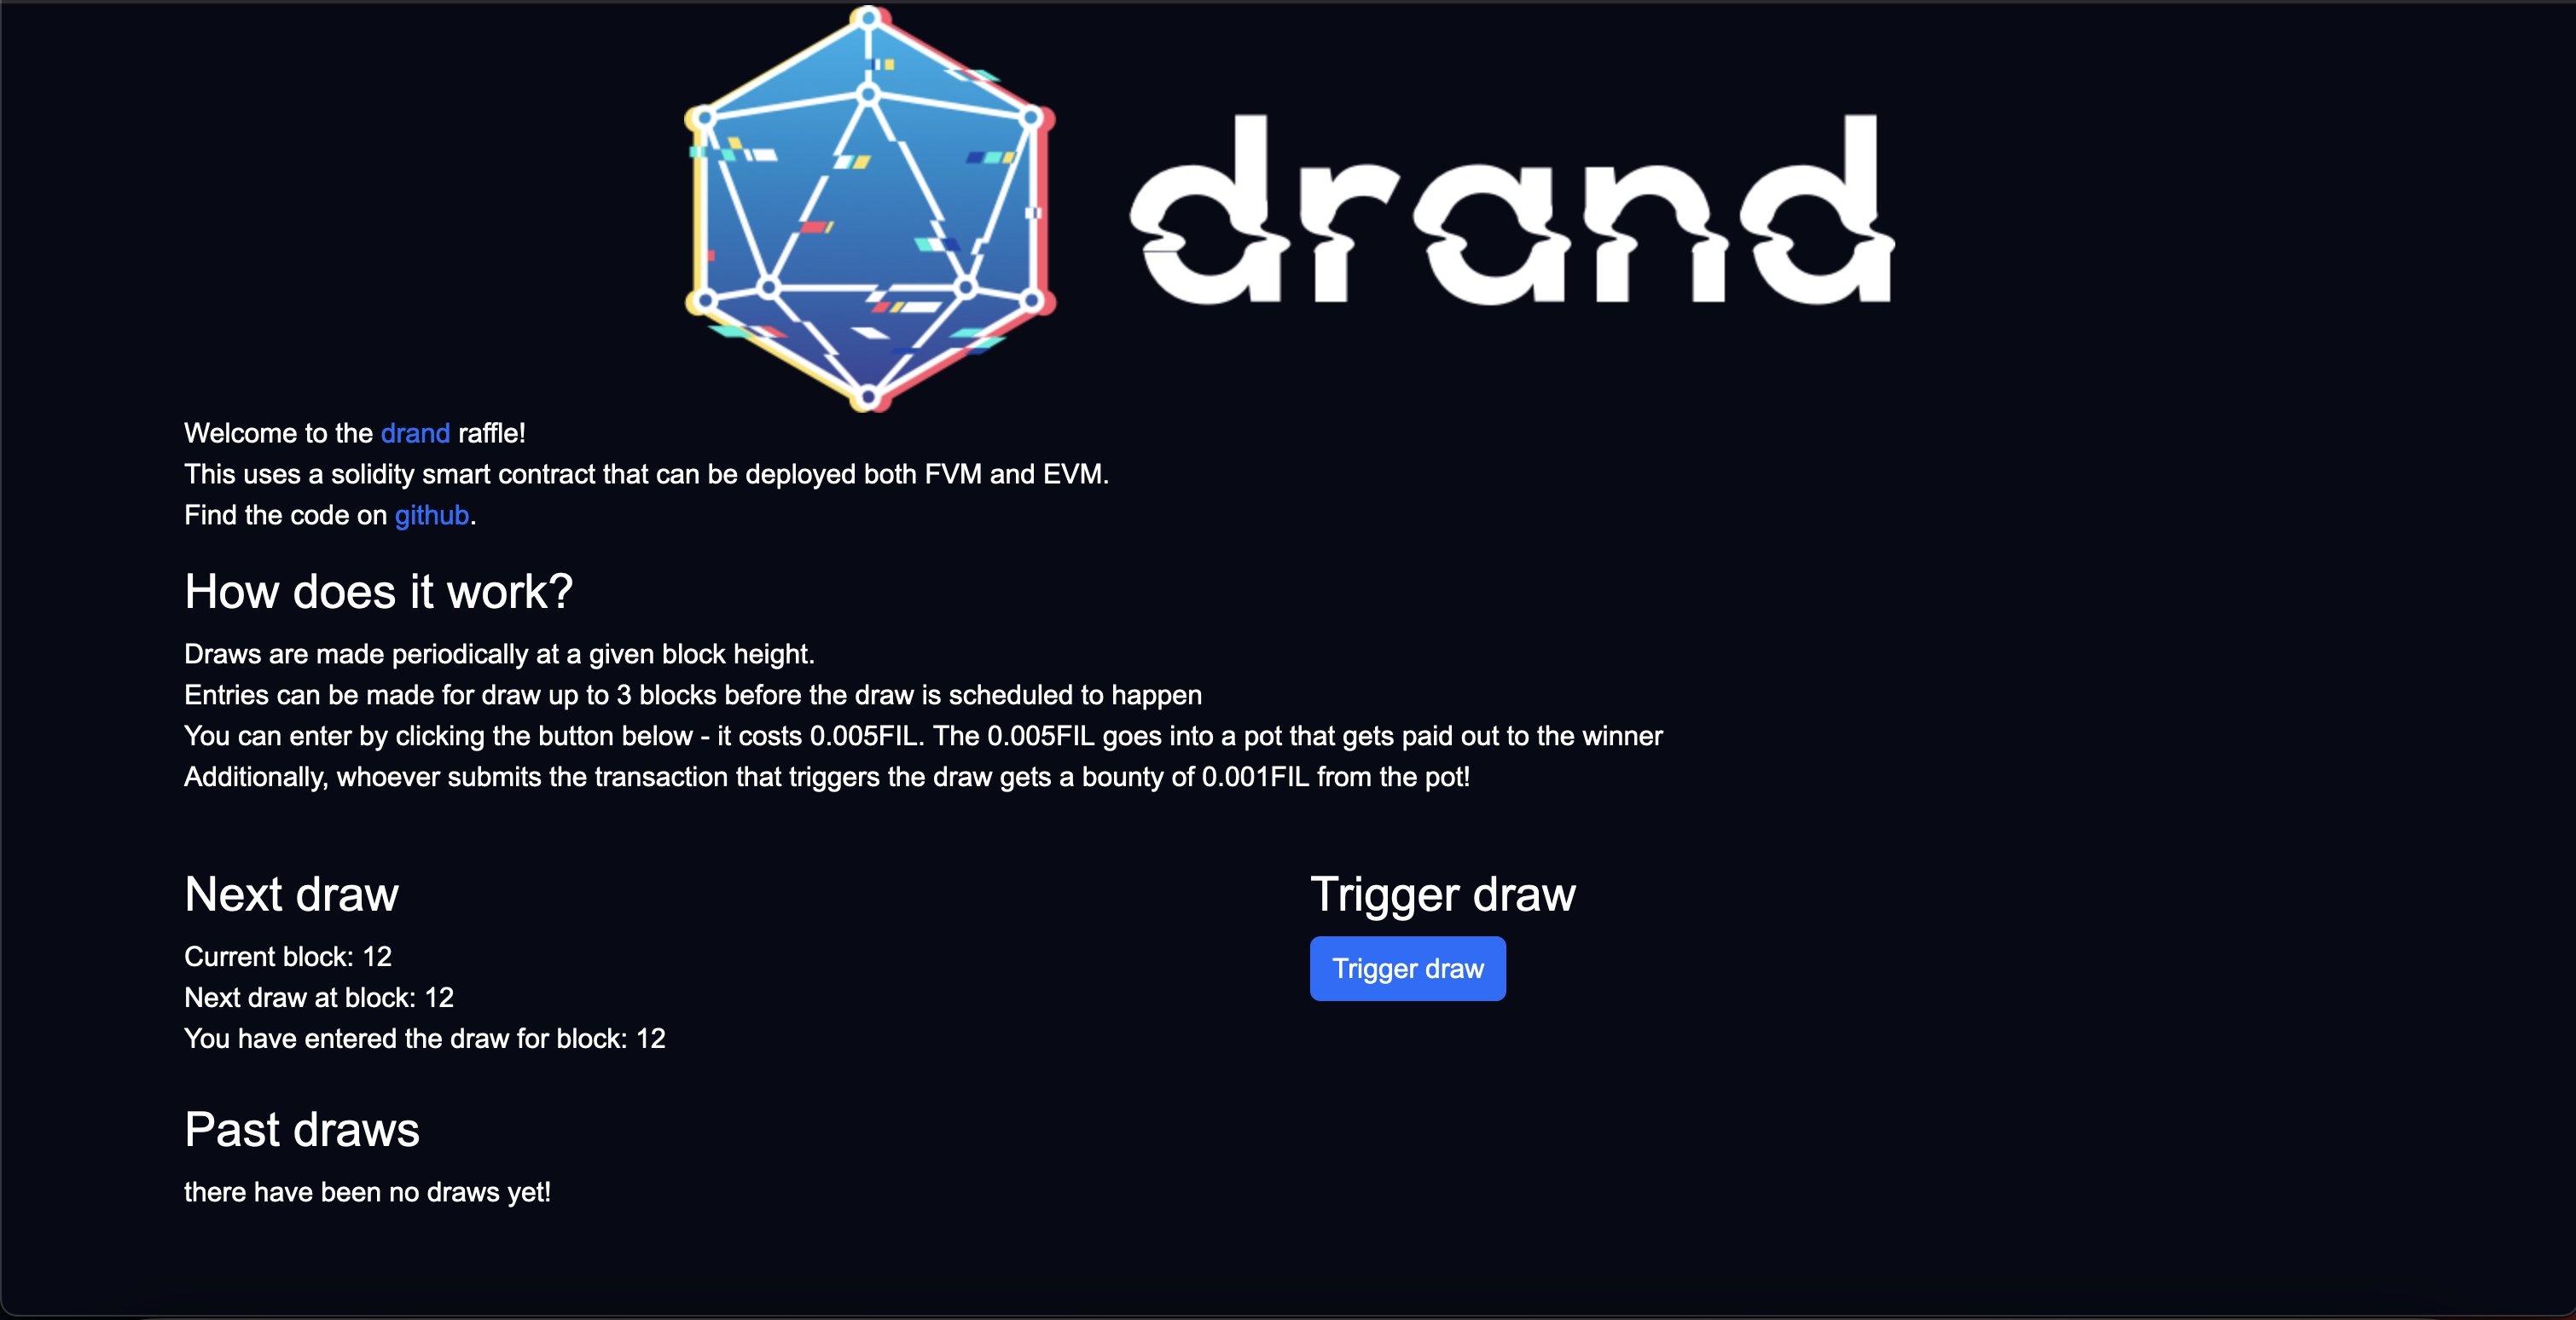 drand
Welcome to the drand raffle!
This uses a solidity smart contract that can be deployed both FVM and EVM.
Find the code on github.
How does it work?
Draws are made periodically at a given block height.
Entries can be made for draw up to 3 blocks before the draw is scheduled to happen
You can enter by clicking the button below - it costs 0.005FIL. The 0.005FIL goes into a pot that gets paid out to the winner
Additionally, whoever submits the transaction that triggers the draw gets a bounty of 0.001FIL from the pot!
Next draw
Current block: 12
Next draw at block: 12
You have entered the draw for block: 12
Trigger draw
Trigger draw
Past draws
there have been no draws yet!